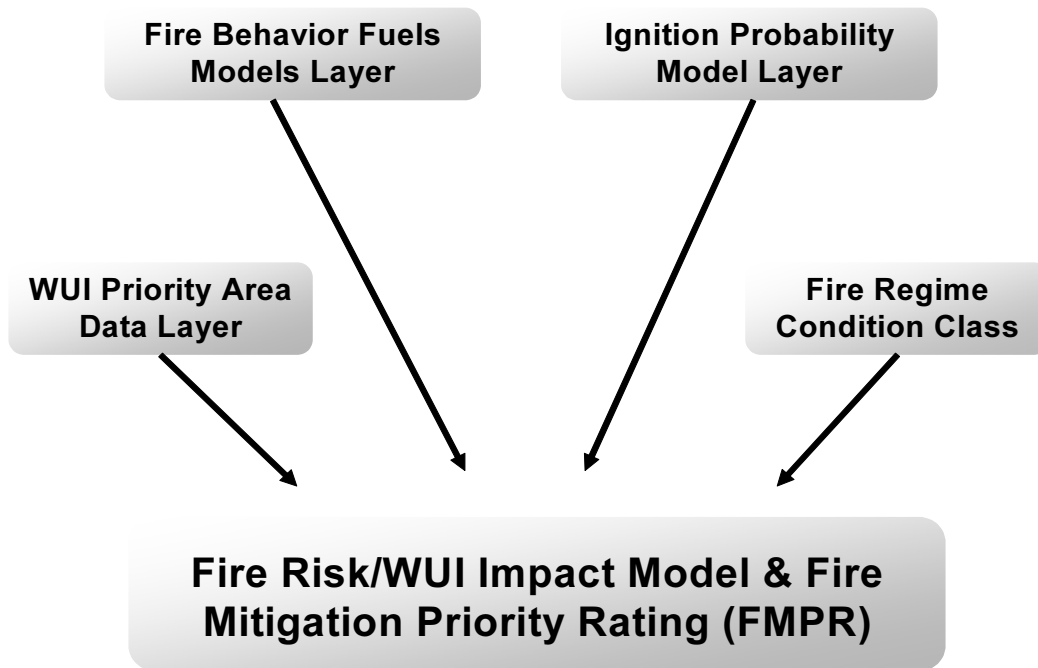 Fire Behavior Fuels
Models Layer
Ignition Probability
Model Layer
WUI Priority Area
Data Layer
Fire Regime
Condition Class
Fire Risk/WUI Impact Model & Fire
Mitigation Priority Rating (FMPR)